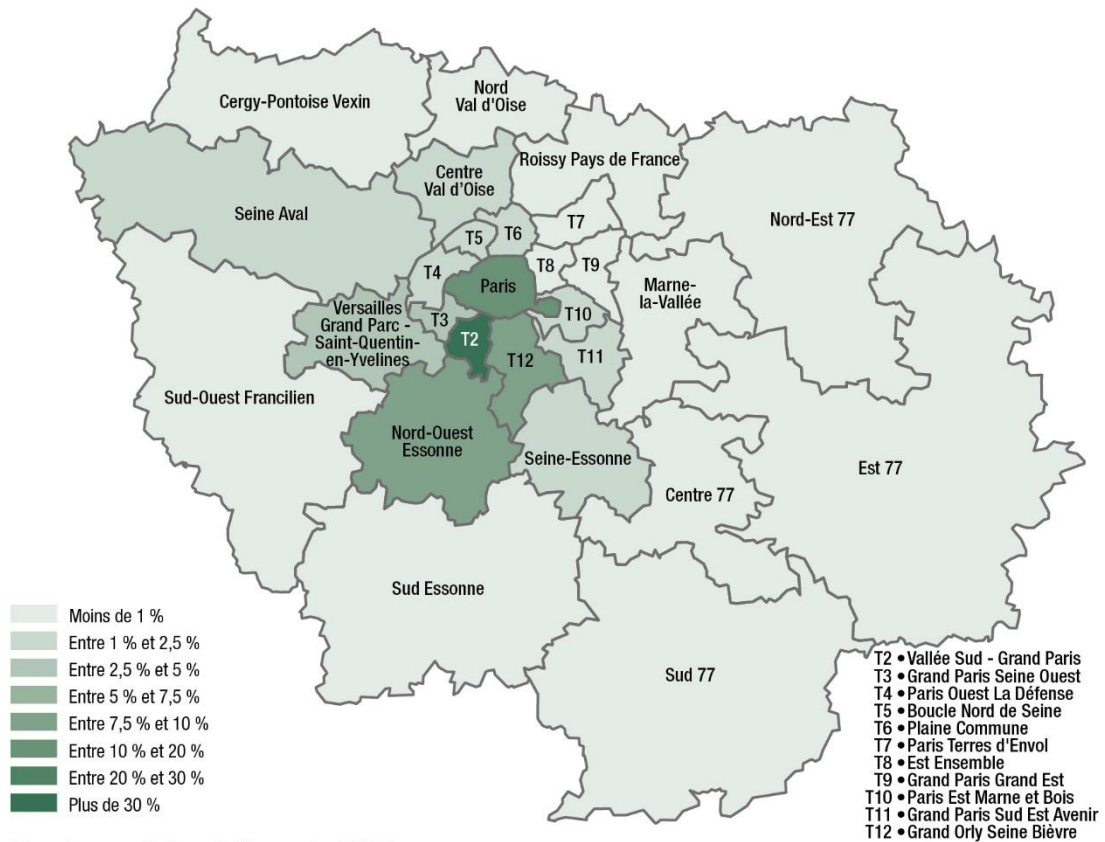 Cergy-Pontoise Vexin
Nord
Val d'Oise
Roissy Pays de France
Centre
Val d'Oise
Seine Aval
Nord-Est 77
T7
T6
T5
T8
T9
T4
Paris
Marne-
la-Vallée
Versailles
Grand Parc -
Saint-Quentin-
en-Yvelines
T3
T10
T2
T12
T11
Sud-Ouest Francilien
Nord-Ouest
Essonne
Seine-Essonne
Est 77
Centre 77
Sud Essonne
Sud 77
Moins de 1 %
Entre 1 % et 2,5 %
Entre 2,5 % et 5 %
Entre 5 % et 7,5 %
Entre 7,5 % et 10 %
Entre 10 % et 20 %
Entre 20 % et 30 %
Plus de 30 %
T2 • Vallée Sud - Grand Paris
T3 • Grand Paris Seine Ouest
T4 • Paris Ouest La Défense
T5 • Boucle Nord de Seine
T6 • Plaine Commune
T7 • Paris Terres d'Envol
T8 • Est Ensemble
T9 • Grand Paris Grand Est
T10 • Paris Est Marne et Bois
T11 • Grand Paris Sud Est Avenir
T12 • Grand Orly Seine Bièvre